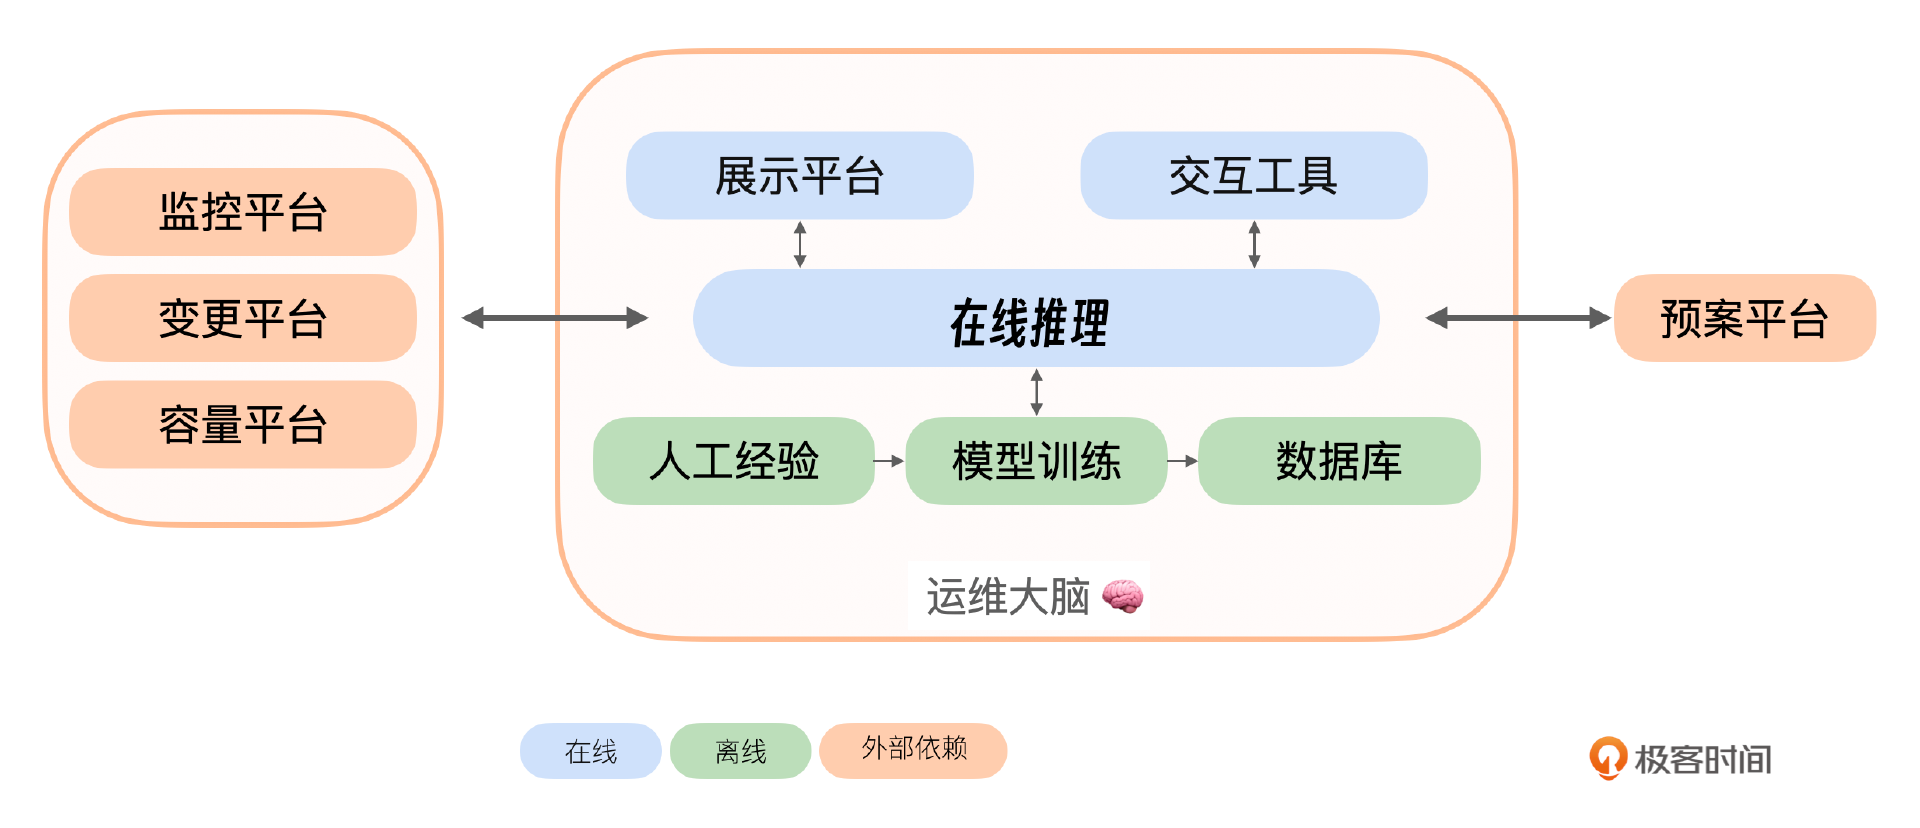 监控平台
变更平台
容量平台
展示平台
交互工具
在线推理
人工经验
模型训练
数据库
运维大脑
预案平台
在线
离线
外部依赖
极客时间